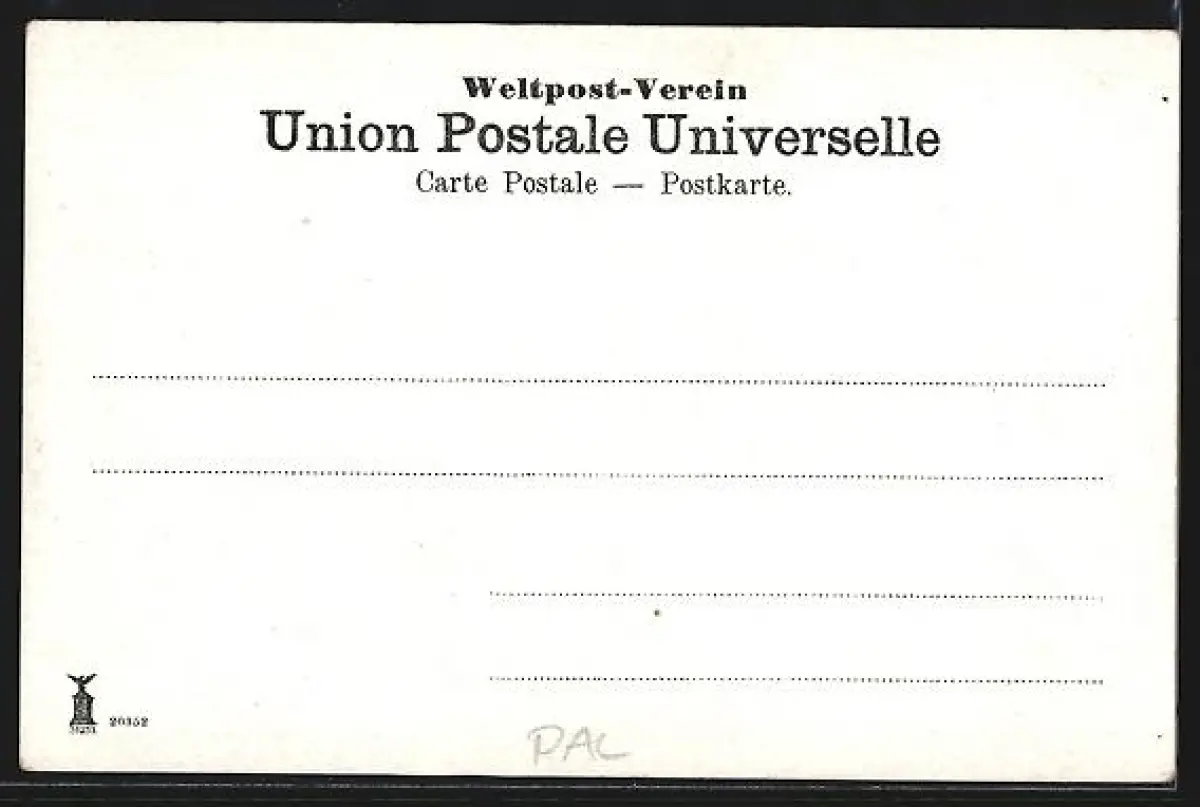 Weltpost-Verein
Union Postale Universelle
Carte Postale — Postkarte.
20352
PAL